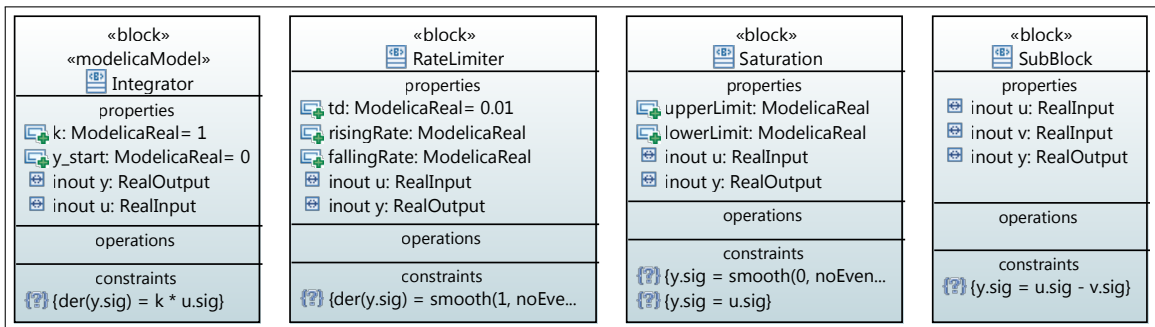 «block»
«modelicaModel»
Integrator
properties
k: ModelicaReal= 1
y_start: ModelicaReal= 0
inout y: RealOutput
inout u: RealInput
operations
constraints
{der(y.sig) = k * u.sig}
«block»
RateLimiter
properties
td: ModelicaReal= 0.01
risingRate: ModelicaReal
fallingRate: ModelicaReal
inout u: RealInput
inout y: RealOutput
operations
constraints
{der(y.sig) = smooth(1, noEve...
«block»
Saturation
properties
upperLimit: ModelicaReal
lowerLimit: ModelicaReal
inout u: RealInput
inout y: RealOutput
operations
constraints
{y.sig = smooth(0, noEven...
{y.sig = u.sig}
«block»
SubBlock
properties
inout u: RealInput
inout v: RealInput
inout y: RealOutput
operations
constraints
{y.sig = u.sig - v.sig}